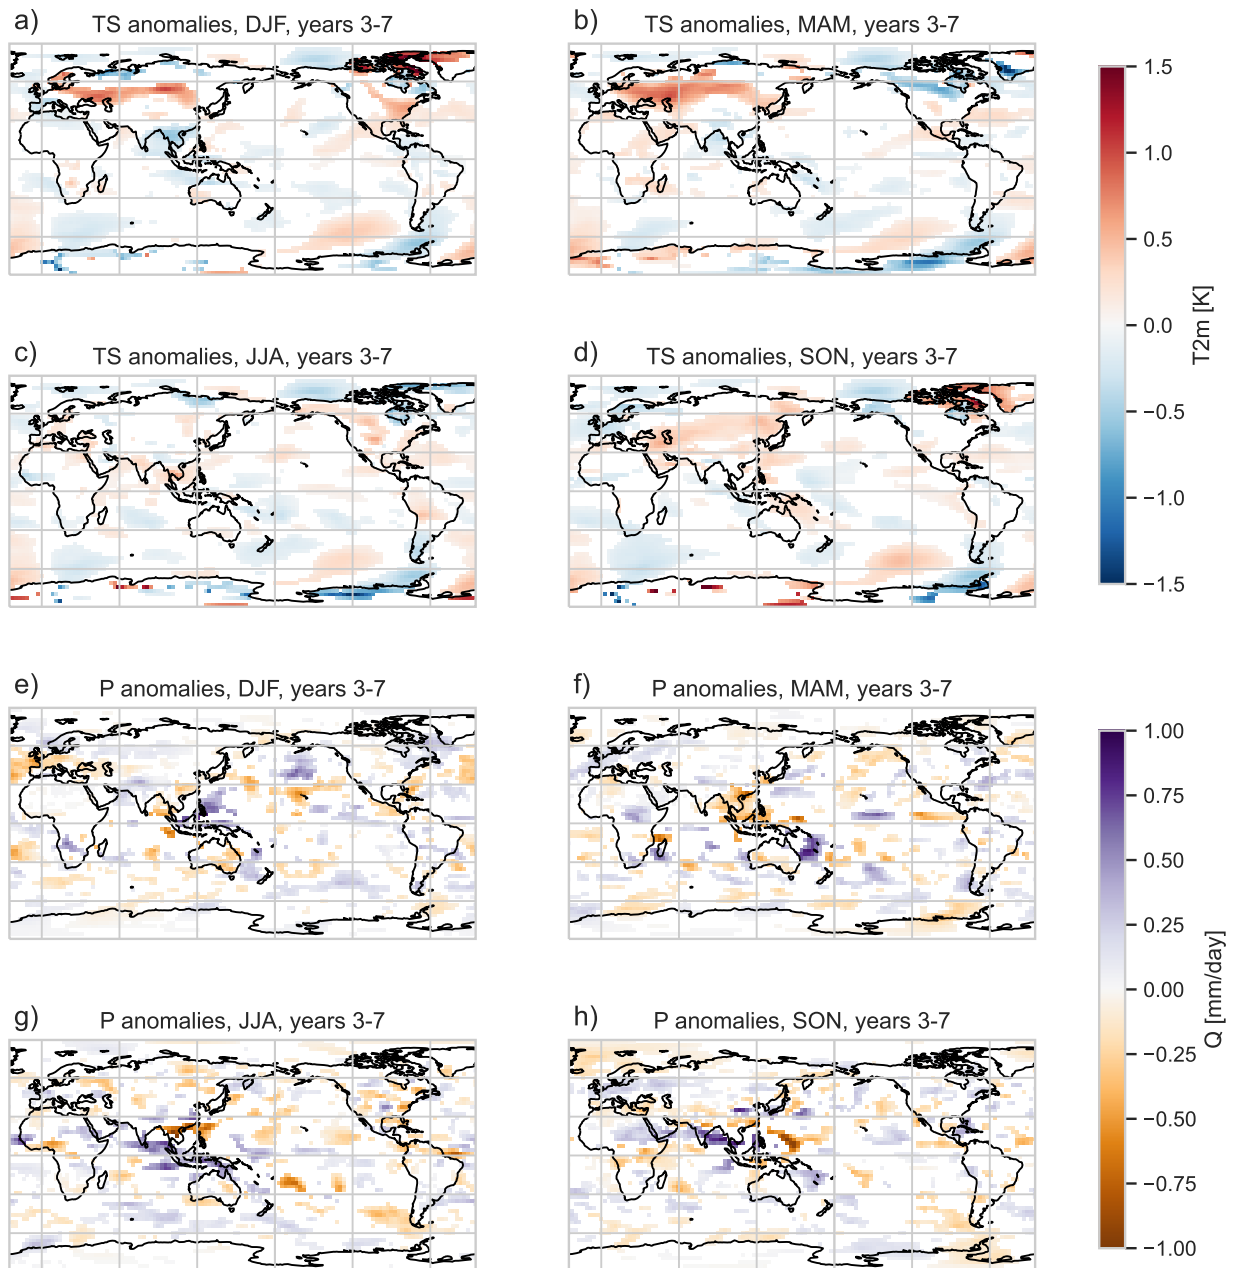 a) TS anomalies, DJF, years 3-7
b) TS anomalies, MAM, years 3-7
1.5
1.0
0.5
0.0
−0.5
−1.0
−1.5
T2m [K]
c) TS anomalies, JJA, years 3-7
d) TS anomalies, SON, years 3-7
e) P anomalies, DJF, years 3-7
f) P anomalies, MAM, years 3-7
1.00
0.75
0.50
0.25
0.00
−0.25
−0.50
−0.75
−1.00
Q [mm/day]
g) P anomalies, JJA, years 3-7
h) P anomalies, SON, years 3-7